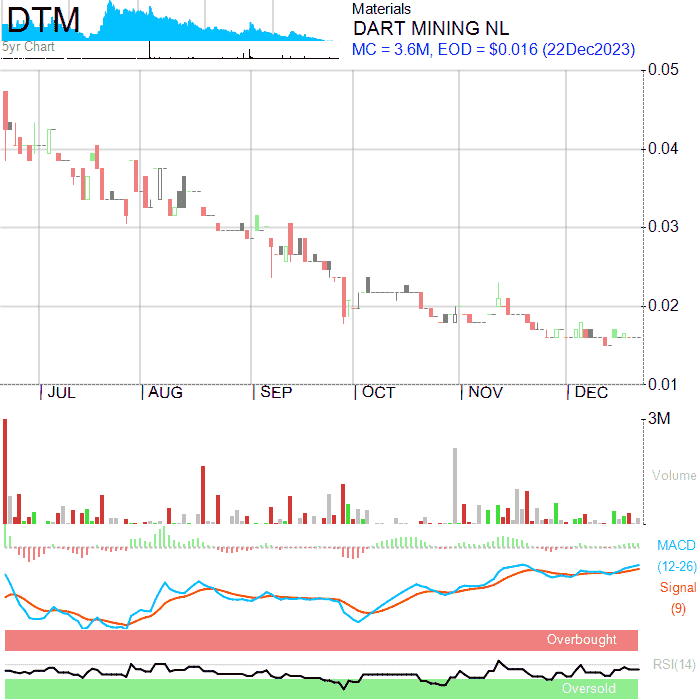 DTM
5yr Chart
Materials
DART MINING NL
MC = 3.6M, EOD = $0.016 (22Dec2023)
0.05
0.04
0.03
0.02
0.01
JUL AUG SEP OCT NOV DEC
3M
Volume
MACD
(12-26)
Signal
(9)
Overbought
RSI(14)
Oversold